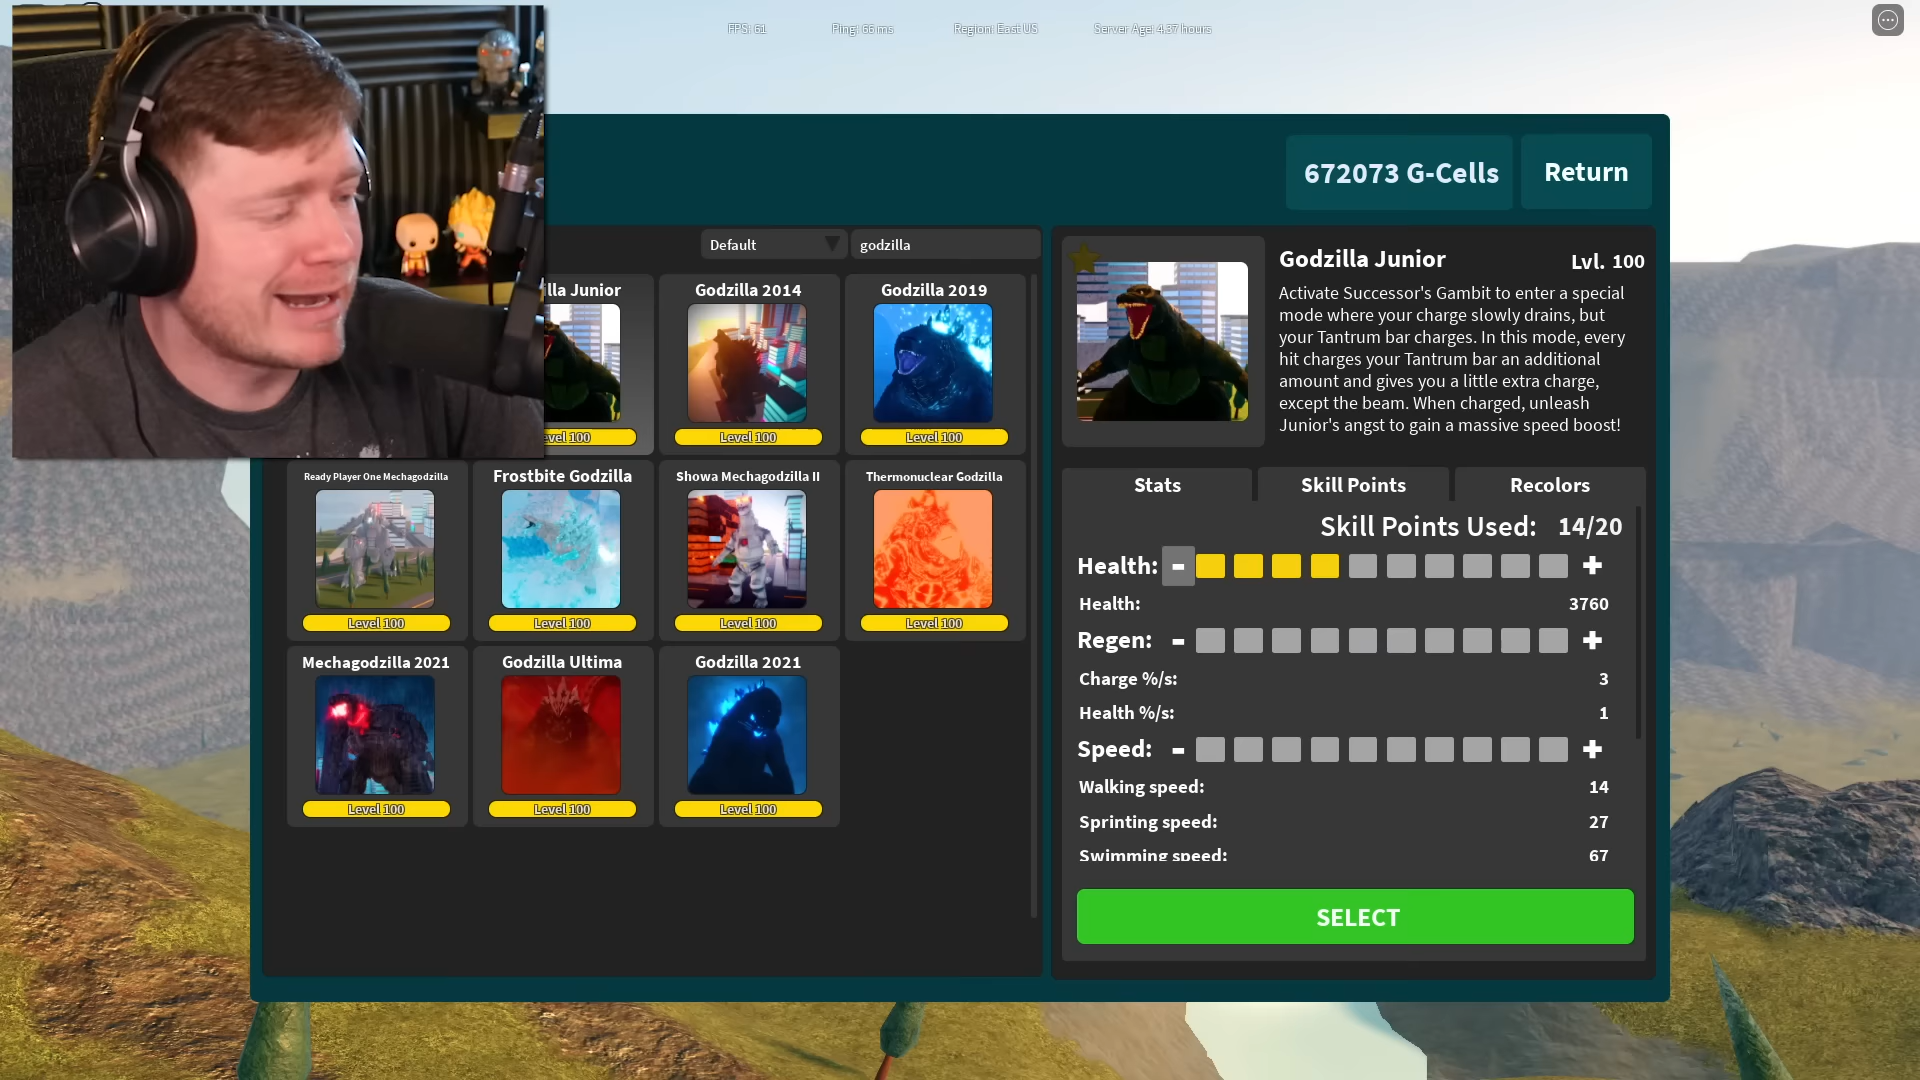 FPS: 61
Ping: 66 ms
Region: East US
Server Age: 4.37 hours
672073 G-Cells
Return
Default
godzilla
lla Junior
Godzilla 2014
Godzilla 2019
evel 100
Level 100
Level 100
Ready Player One Mechagodzilla
Frostbite Godzilla
Showa Mechagodzilla II
Thermonuclear Godzilla
Level 100
Level 100
Level 100
Level 100
Mechagodzilla 2021
Godzilla Ultima
Godzilla 2021
Level 100
Level 100
Level 100
Godzilla Junior
Lvl. 100
Activate Successor's Gambit to enter a special
mode where your charge slowly drains, but
your Tantrum bar charges. In this mode, every
hit charges your Tantrum bar an additional
amount and gives you a little extra charge,
except the beam. When charged, unleash
Junior's angst to gain a massive speed boost!
Stats
Skill Points
Recolors
Skill Points Used: 14/20
Health: - +
Health: 3760
Regen: - +
Charge %/s: 3
Health %/s: 1
Speed: - +
Walking speed: 14
Sprinting speed: 27
Swimming speed: 67
SELECT